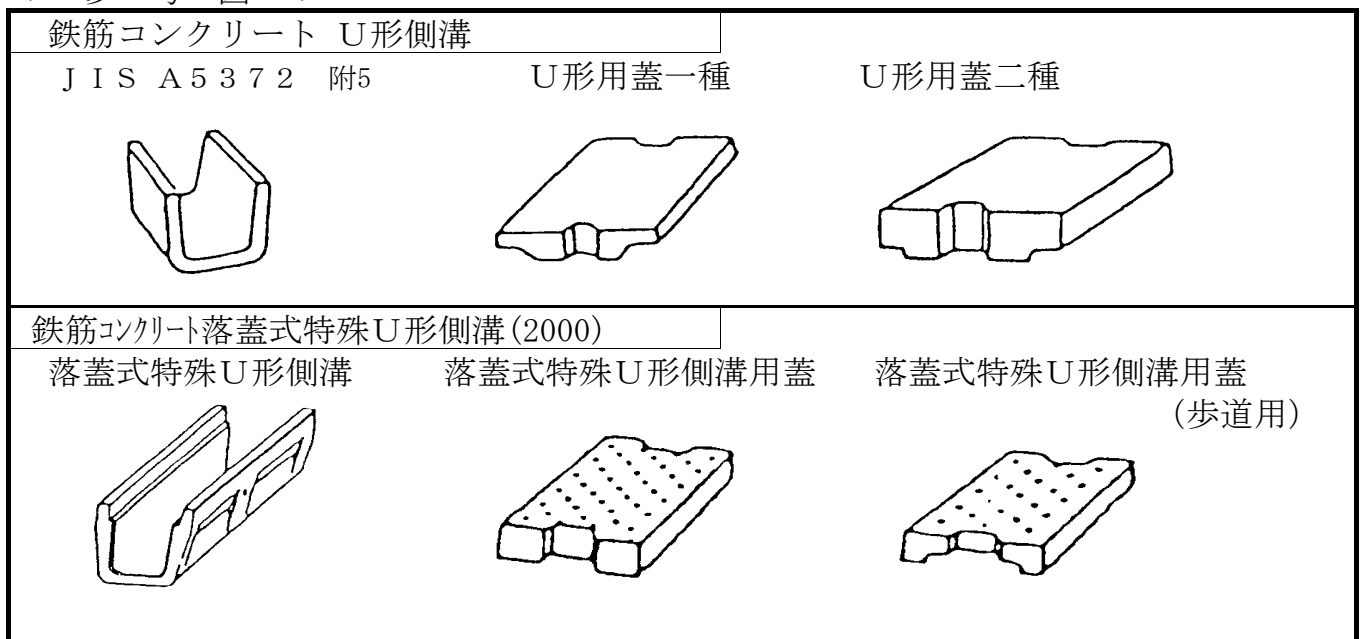 鉄筋コンクリート U形側溝
JIS A5372 附5
U形用蓋一種
U形用蓋二種
鉄筋ｺﾝｸﾘｰﾄ落蓋式特殊U形側溝(2000)
落蓋式特殊U形側溝
落蓋式特殊U形側溝用蓋
落蓋式特殊U形側溝用蓋
(歩道用)